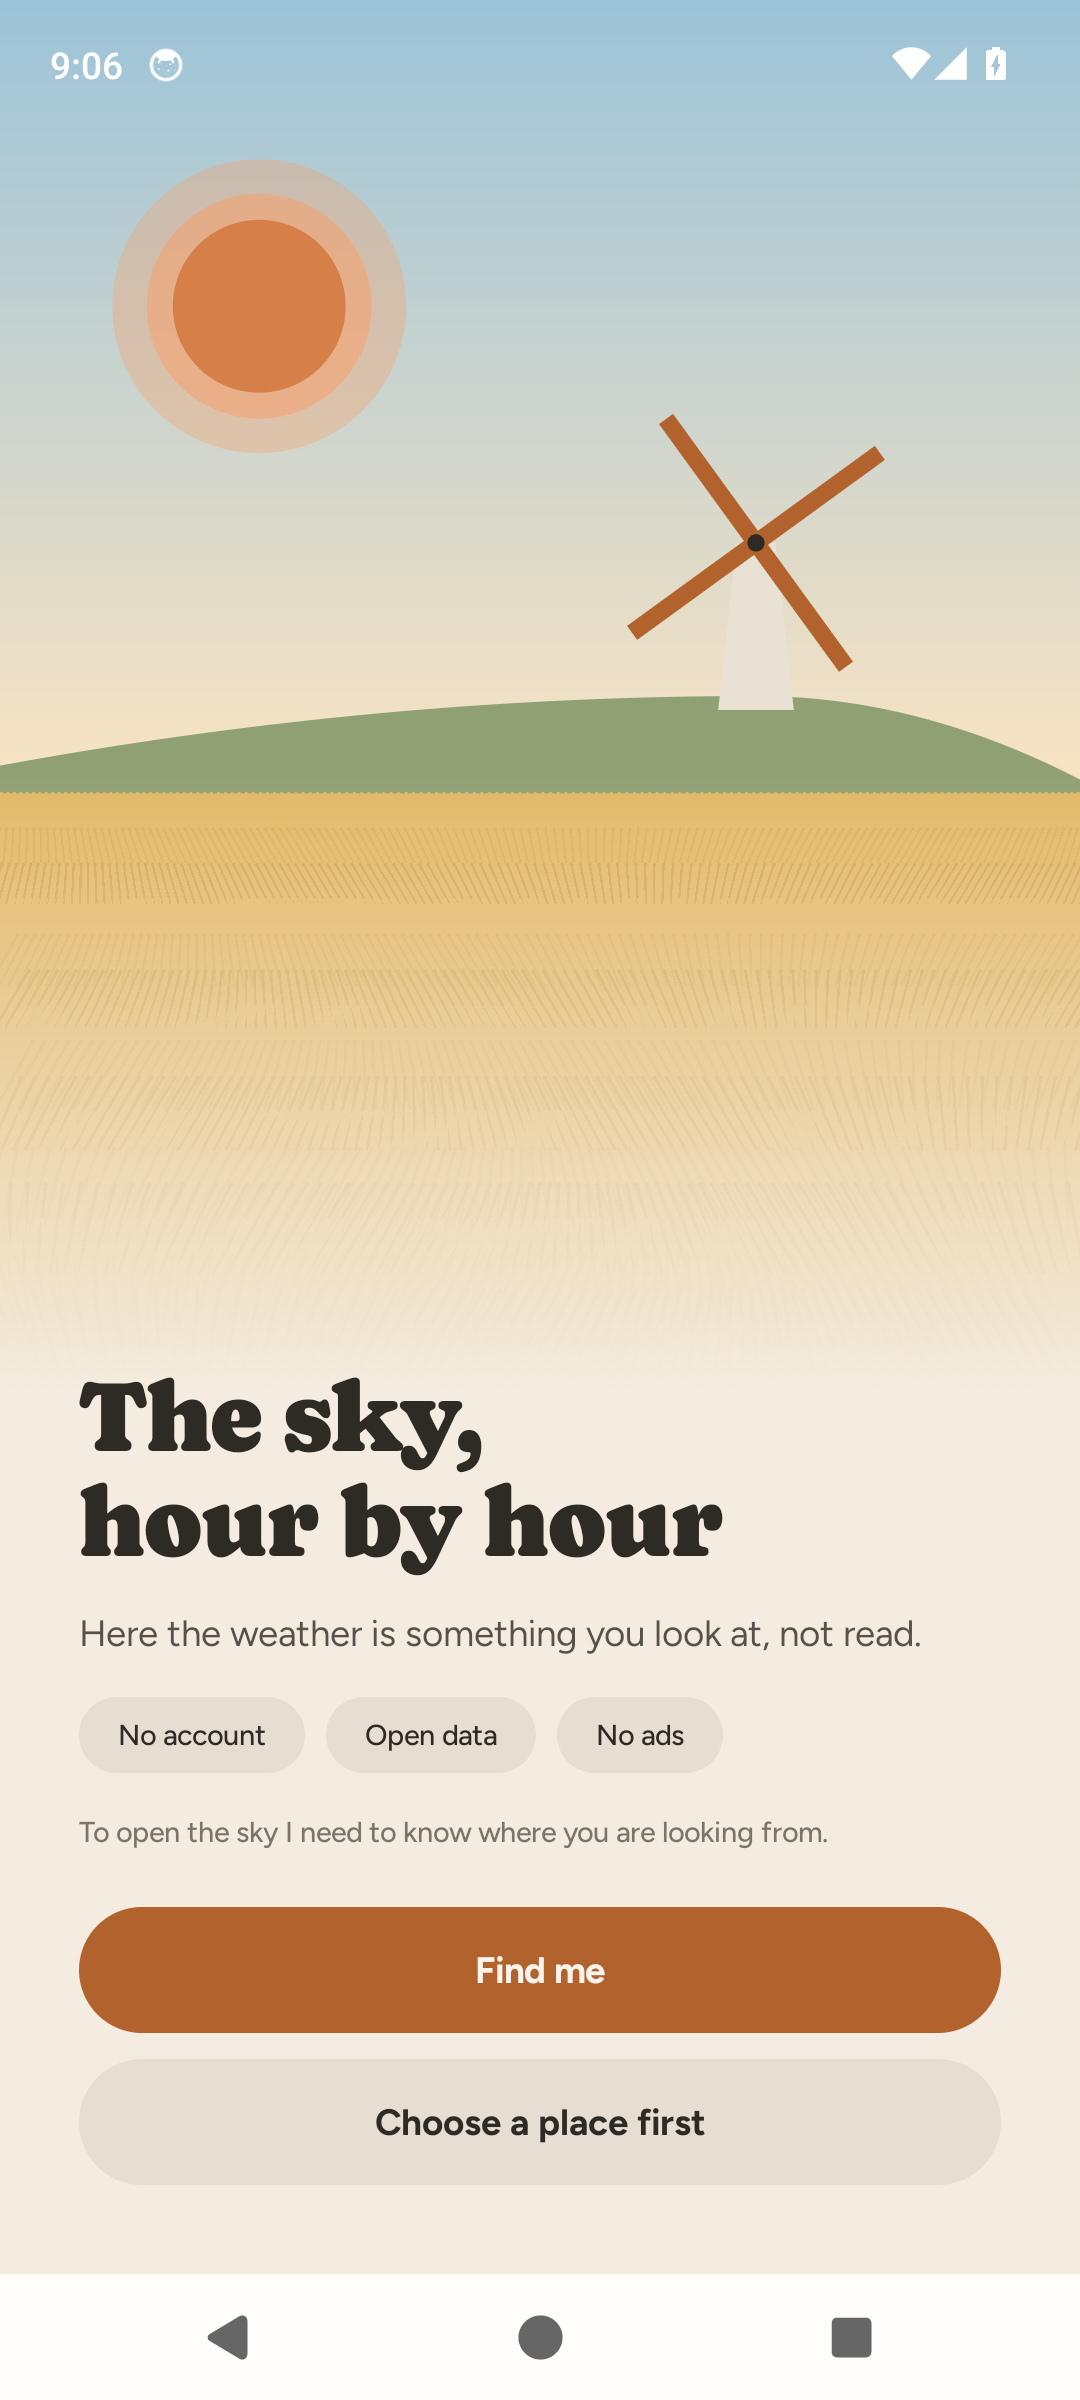 9:06
The sky,
hour by hour
Here the weather is something you look at, not read.
No account
Open data
No ads
To open the sky I need to know where you are looking from.
Find me
Choose a place first